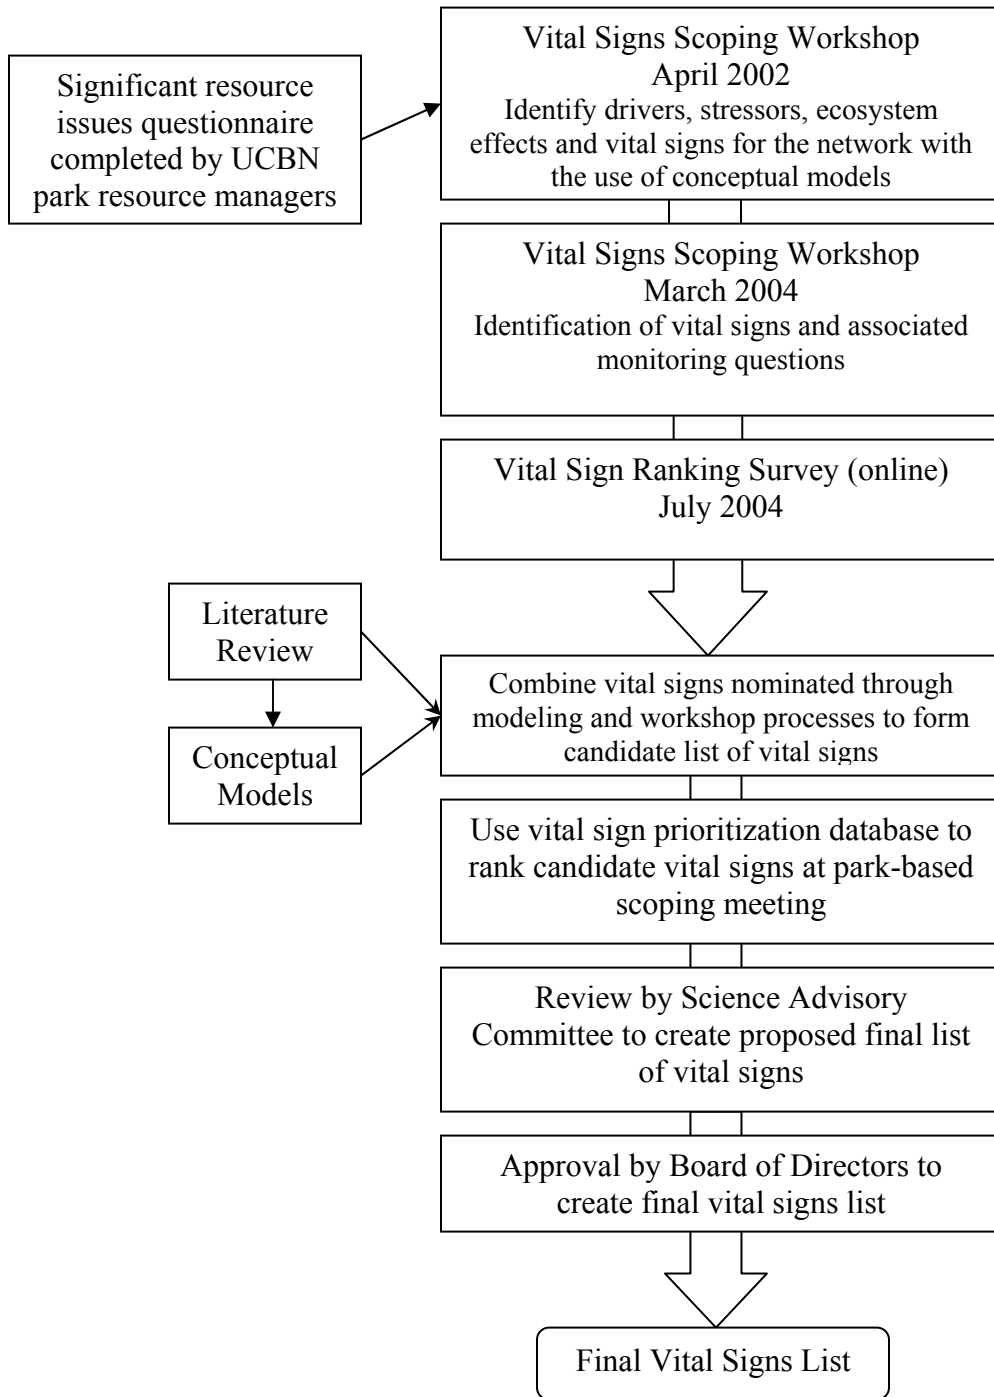 Significant resource
issues questionnaire
completed by UCBN
park resource managers
Vital Signs Scoping Workshop
April 2002
Identify drivers, stressors, ecosystem
effects and vital signs for the network with
the use of conceptual models
Vital Signs Scoping Workshop
March 2004
Identification of vital signs and associated
monitoring questions
Vital Sign Ranking Survey (online)
July 2004
Literature
Review
Conceptual
Models
Combine vital signs nominated through
modeling and workshop processes to form
candidate list of vital signs
Use vital sign prioritization database to
rank candidate vital signs at park-based
scoping meeting
Review by Science Advisory
Committee to create proposed final list
of vital signs
Approval by Board of Directors to
create final vital signs list
Final Vital Signs List